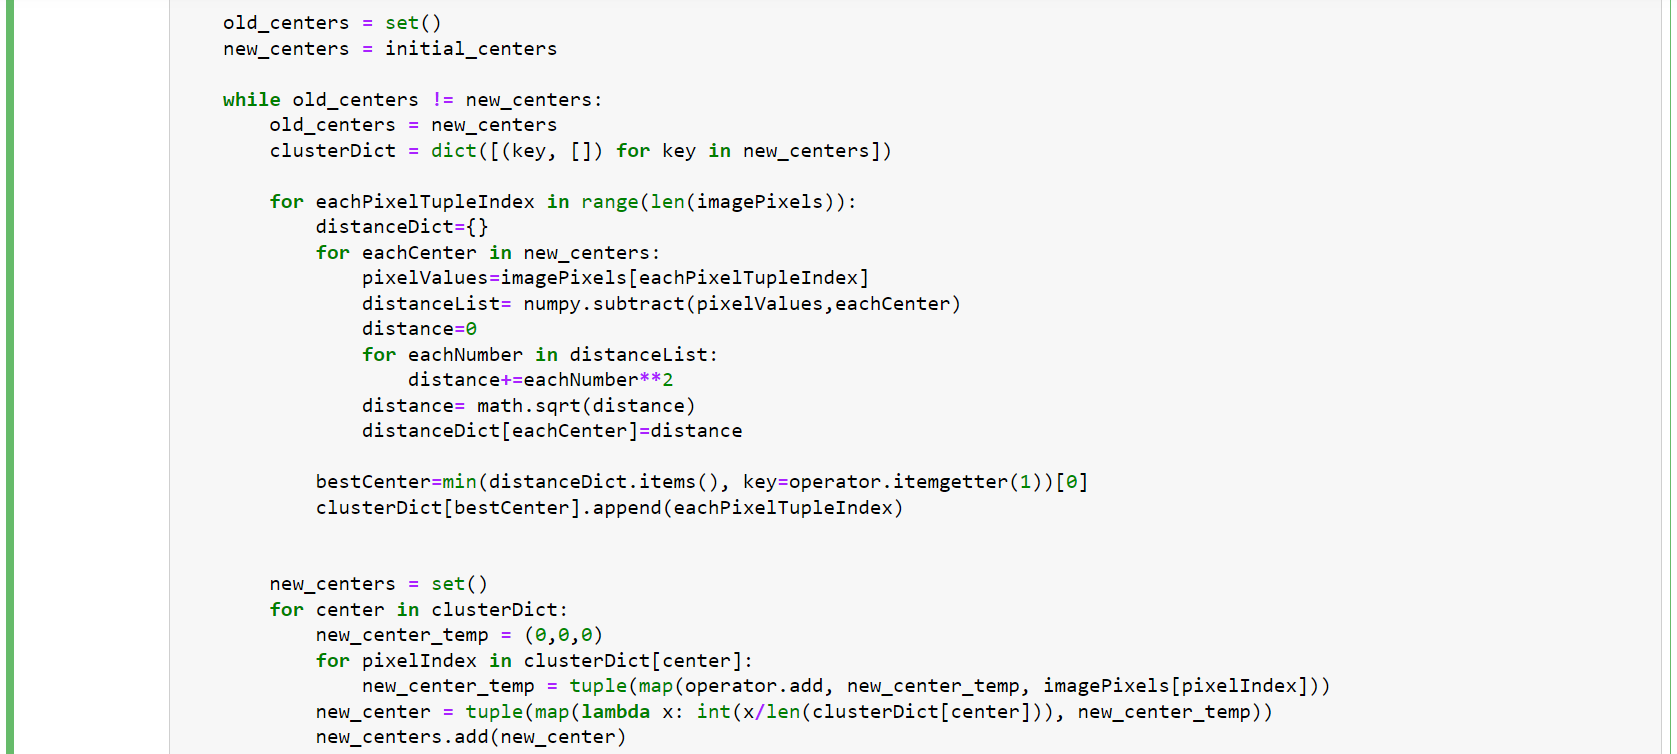 old_centers = set()
new_centers = initial_centers
while old_centers != new_centers:
old_centers = new_centers
clusterDict = dict([(key, []) for key in new_centers])
for eachPixelTupleIndex in range(len(imagePixels)):
distanceDict={}
for eachCenter in new_centers:
pixelValues=imagePixels[eachPixelTupleIndex]
distanceList= numpy.subtract(pixelValues,eachCenter)
distance=0
for eachNumber in distanceList:
distance+=eachNumber**2
distance= math.sqrt(distance)
distanceDict[eachCenter]=distance
bestCenter=min(distanceDict.items(), key=operator.itemgetter(1))[0]
clusterDict[bestCenter].append(eachPixelTupleIndex)
new_centers = set()
for center in clusterDict:
new_center_temp = (0,0,0)
for pixelIndex in clusterDict[center]:
new_center_temp = tuple(map(operator.add, new_center_temp, imagePixels[pixelIndex]))
new_center = tuple(map(lambda x: int(x/len(clusterDict[center])), new_center_temp))
new_centers.add(new_center)